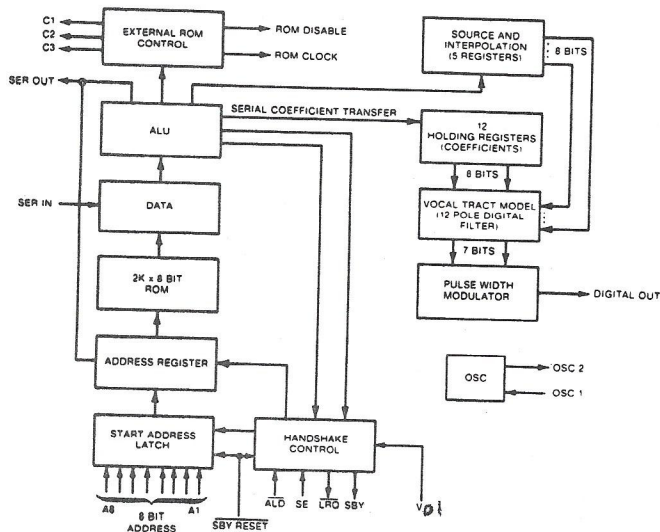 C1
C2
C3
EXTERNAL ROM
CONTROL
ROM DISABLE
ROM CLOCK
SOURCE AND
INTERPOLATION
(5 REGISTERS)
8 BITS
SER OUT
ALU
SERIAL COEFFICIENT TRANSFER
12
HOLDING REGISTERS
(COEFFICIENTS)
8 BITS
SER IN
DATA
VOCAL TRACT MODEL
(12 POLE DIGITAL
FILTER)
7 BITS
2K × 8 BIT
ROM
PULSE WIDTH
MODULATOR
DIGITAL OUT
ADDRESS REGISTER
OSC
OSC 2
OSC 1
START ADDRESS
LATCH
HANDSHAKE
CONTROL
A8
A1
8 BIT
ADDRESS
SBY RESET
ALD
SE
LRQ
SBY